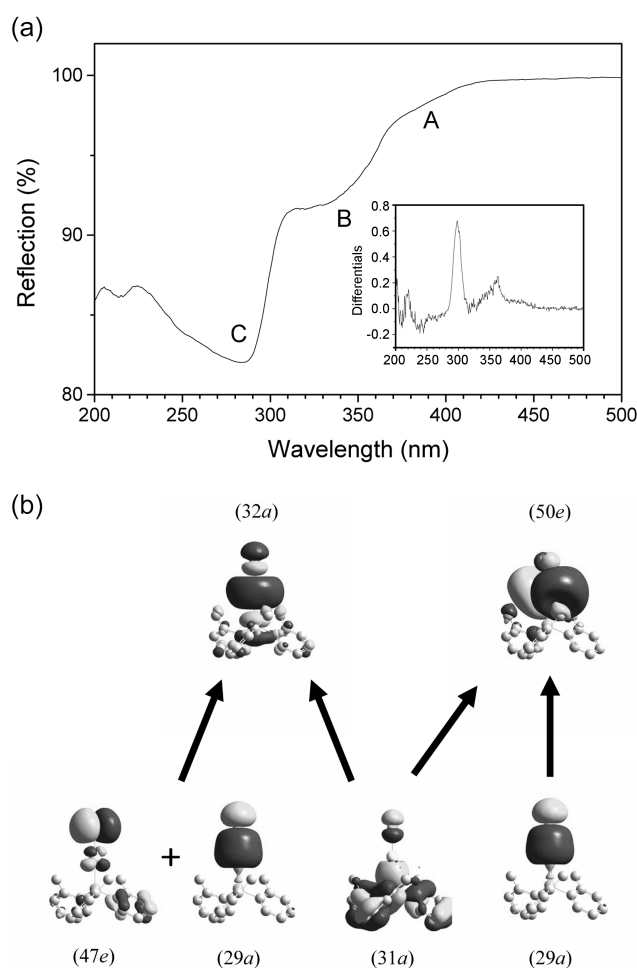 (a)
100
90
80
Reflection (%)
A
B
C
0.8
0.6
0.4
0.2
0.0
-0.2
Differentials
200 250 300 350 400 450 500
200 250 300 350 400 450 500
Wavelength (nm)
(b)
(32a) (50e)
+
(47e) (29a) (31a) (29a)